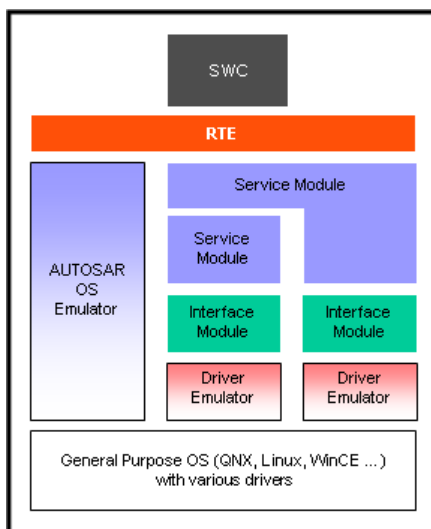 SWC
RTE
Service Module
AUTOSAR
OS
Emulator
Service
Module
Interface
Module
Interface
Module
Driver
Emulator
Driver
Emulator
General Purpose OS (QNX, Linux, WinCE ... )
with various drivers